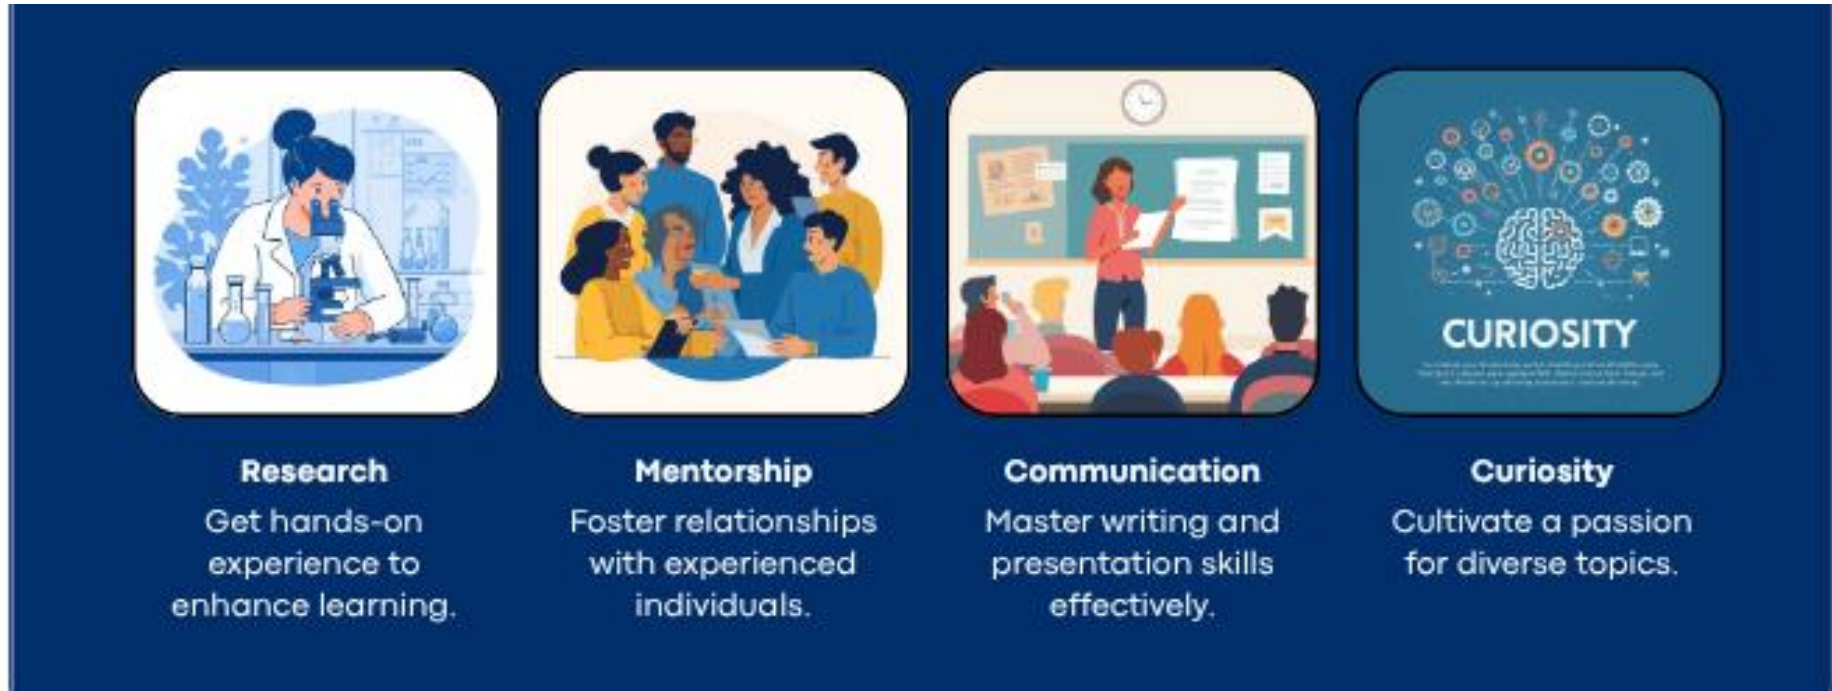 CURIOSITY
Research
Get hands-on
experience to
enhance learning.
Mentorship
Foster relationships
with experienced
individuals.
Communication
Master writing and
presentation skills
effectively.
Curiosity
Cultivate a passion
for diverse topics.